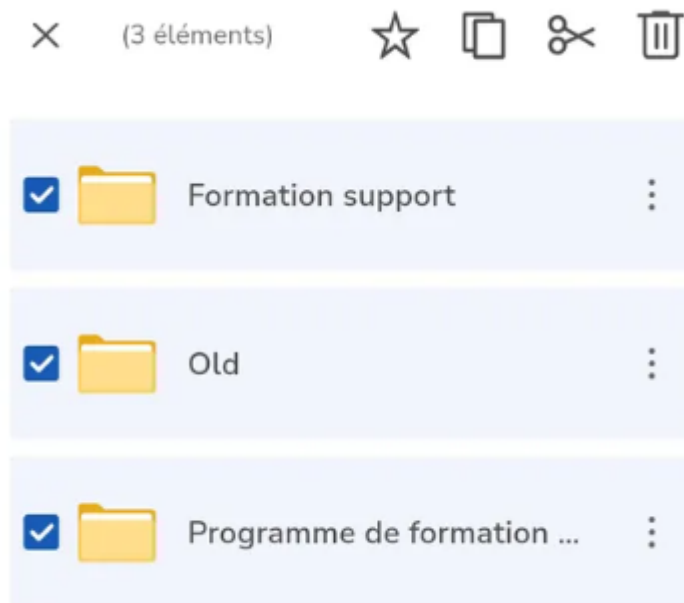 (3 éléments)
Formation support
Old
Programme de formation ...